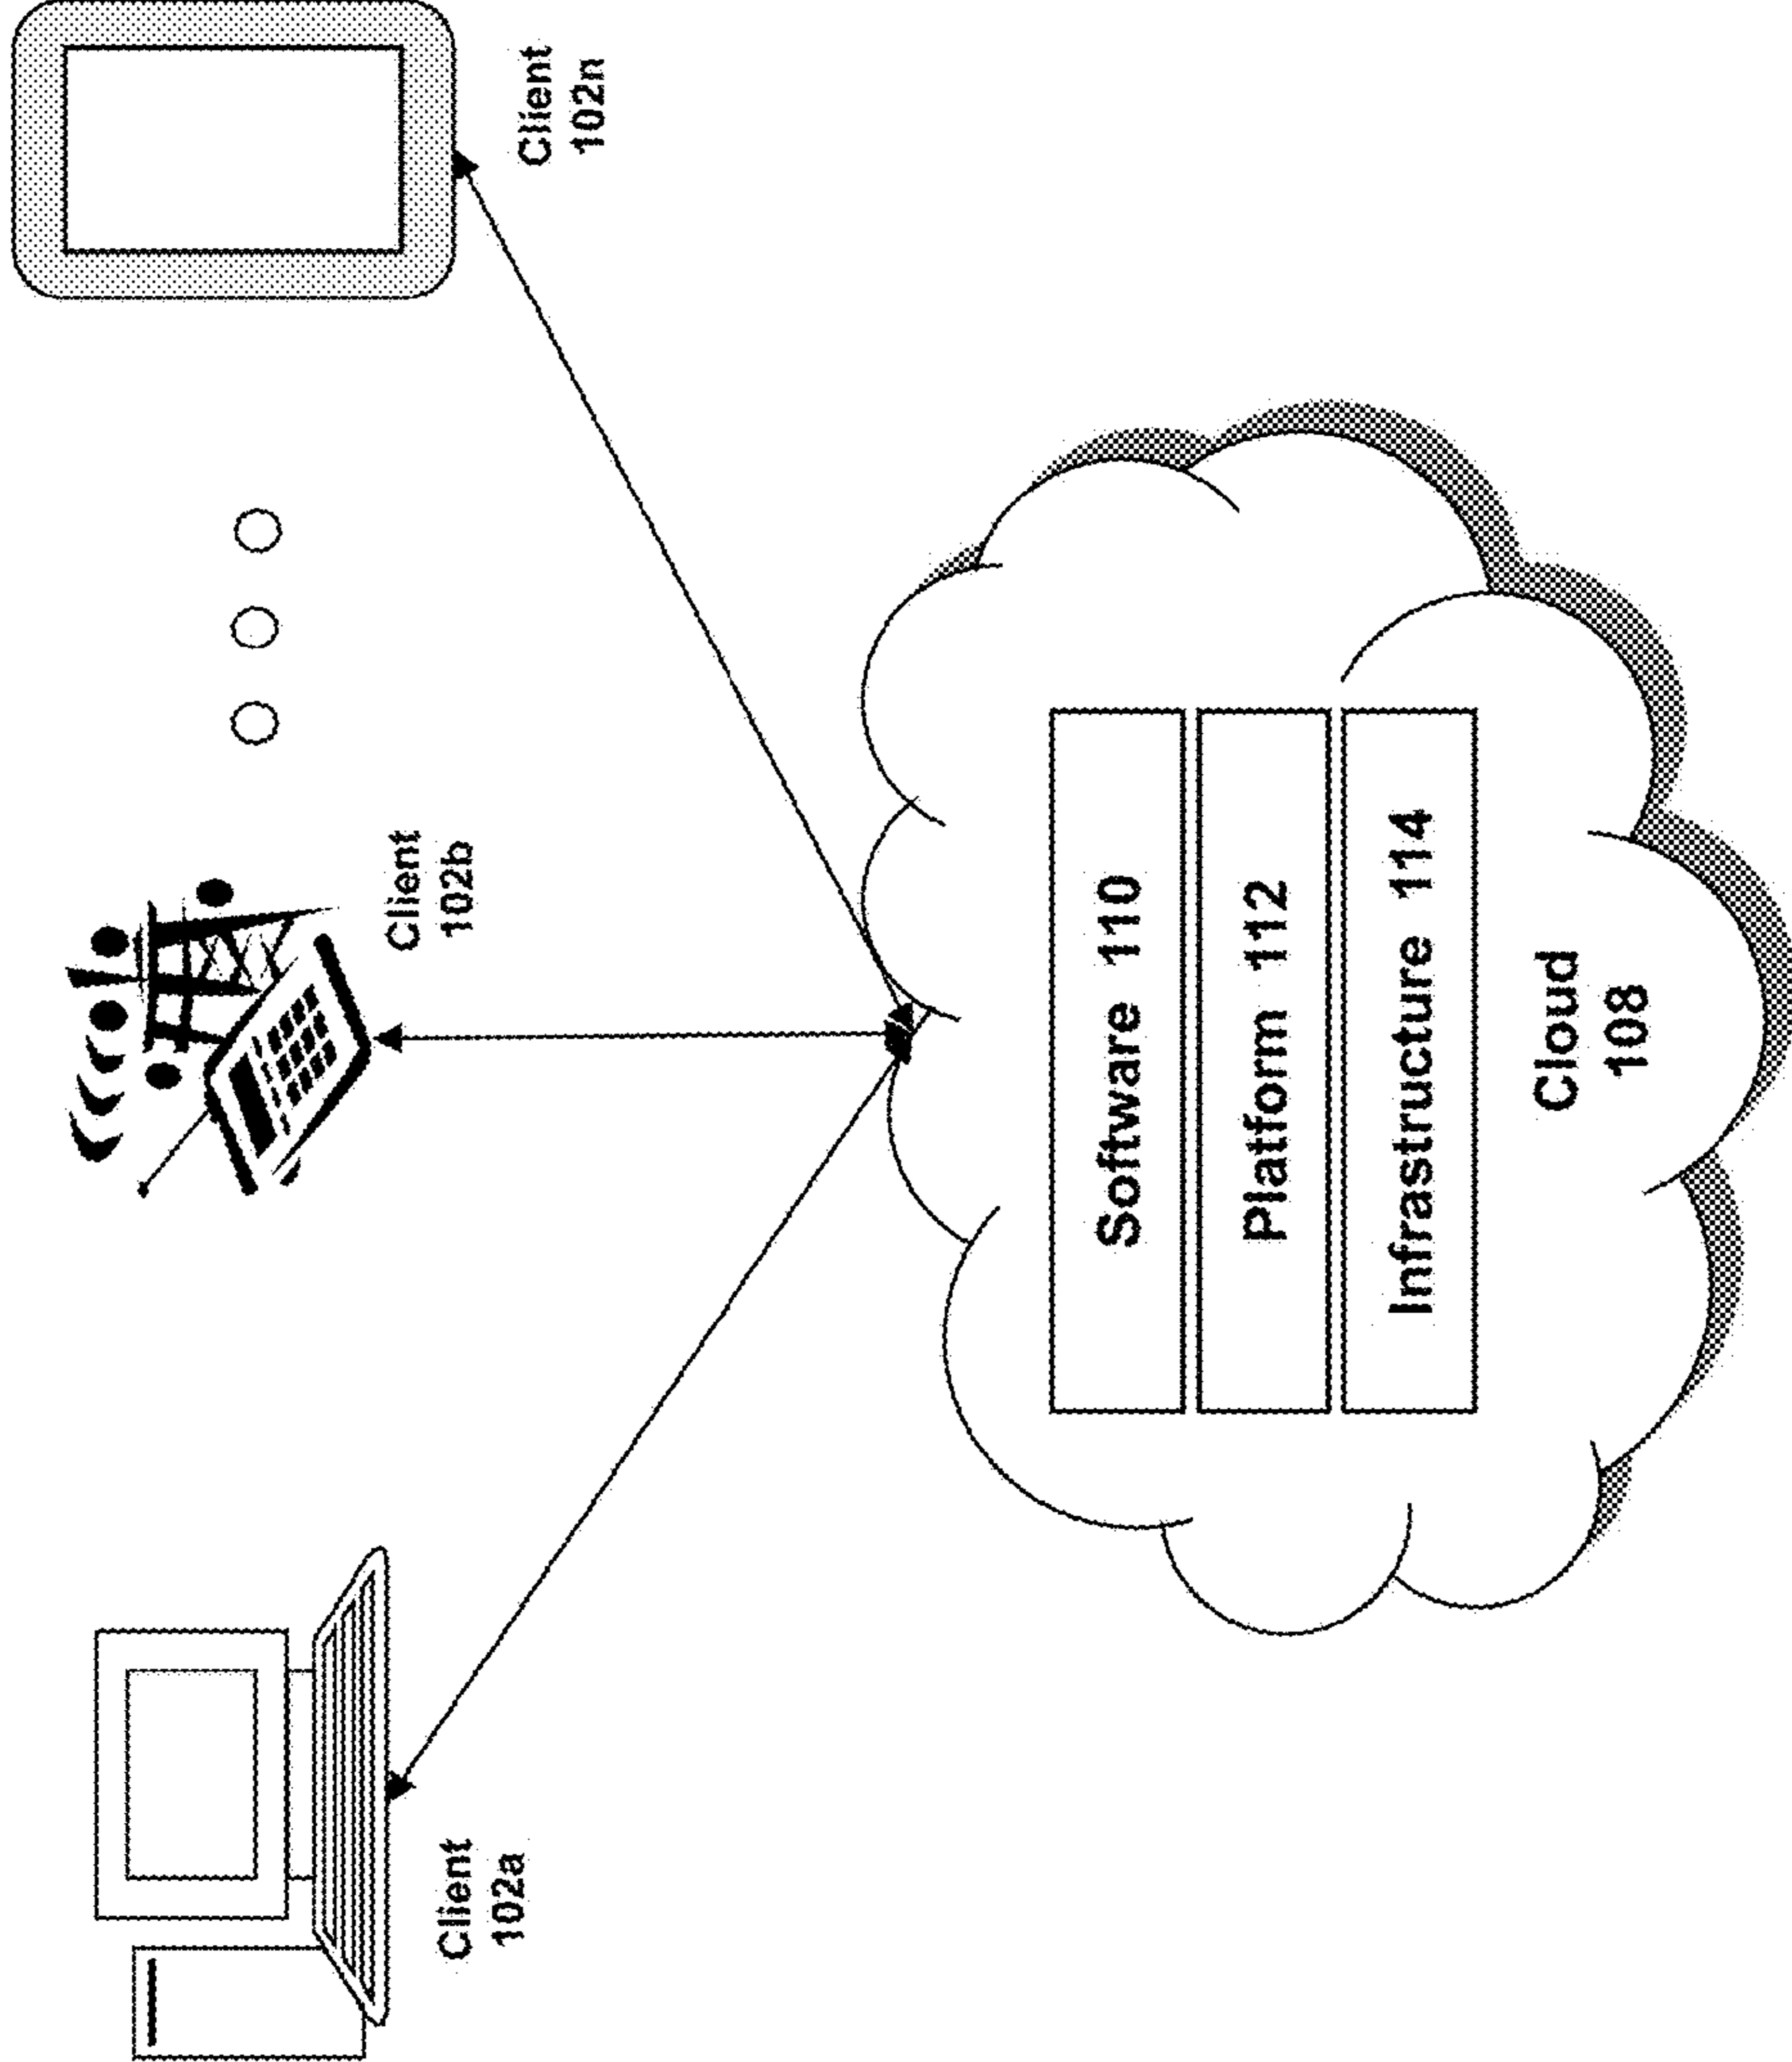 Client
102a
Client
102b
Client
102n
Software 110
Platform 112
Infrastructure 114
Cloud
108